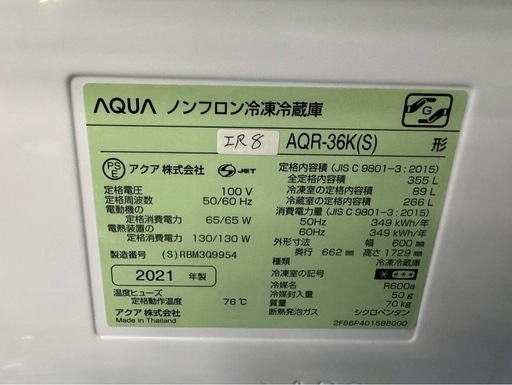 AQUA ノンフロン冷凍冷蔵庫
G
IR8 AQR-36K(S) 形
PS E アクア株式会社 S JET
定格電圧 100 V
定格周波数 50/60 Hz
電動機の
定格消費電力 65/65 W
電熱装置の
定格消費電力 130/130 W
製造番号 (S)RBM3Q9954
2021 年製
温度ヒューズ
定格動作温度 76℃
アクア株式会社
Made in Thailand
定格内容積 (JIS C 9801-3:2015)
全定格内容積 355 L
冷凍室の定格内容積 89 L
冷蔵室の定格内容積 266 L
消費電力量 (JIS C 9801-3:2015)
50Hz 349 kWh/年
60Hz 349 kWh/年
外形寸法 幅 600 mm
奥行 662 mm 高さ 1729 mm
種類 冷凍冷蔵庫
冷凍室の記号
冷媒名 R600a
冷媒封入量 50 g
質量 70 kg
断熱発泡ガス シクロペンタン
2FB6P40158B000